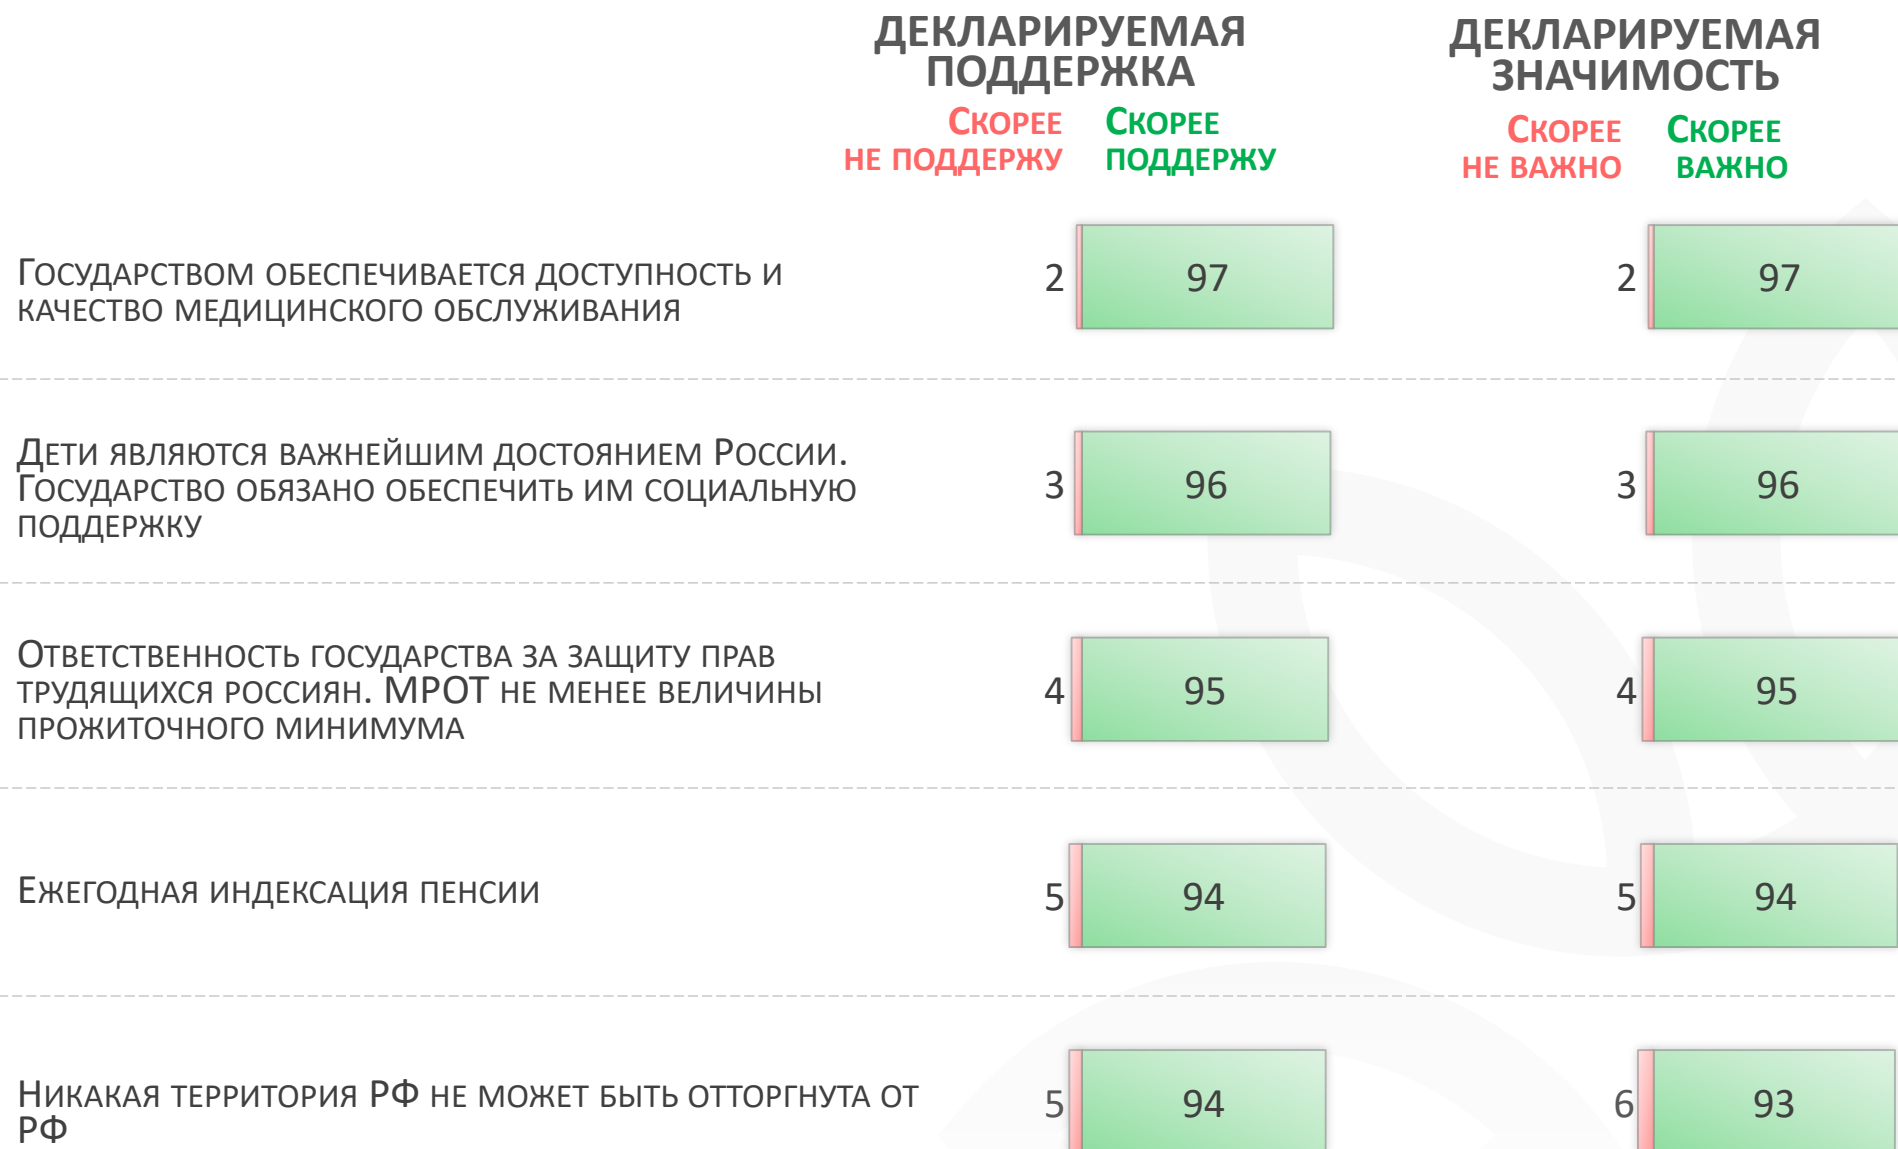 ДЕКЛАРИРУЕМАЯ
ПОДДЕРЖКА
ДЕКЛАРИРУЕМАЯ
ЗНАЧИМОСТЬ
СКОРЕЕ
НЕ ПОДДЕРЖУ
СКОРЕЕ
ПОДДЕРЖУ
СКОРЕЕ
НЕ ВАЖНО
СКОРЕЕ
ВАЖНО
ГОСУДАРСТВОМ ОБЕСПЕЧИВАЕТСЯ ДОСТУПНОСТЬ И
КАЧЕСТВО МЕДИЦИНСКОГО ОБСЛУЖИВАНИЯ
2 97 2 97
ДЕТИ ЯВЛЯЮТСЯ ВАЖНЕЙШИМ ДОСТОЯНИЕМ РОССИИ.
ГОСУДАРСТВО ОБЯЗАНО ОБЕСПЕЧИТЬ ИМ СОЦИАЛЬНУЮ
ПОДДЕРЖКУ
3 96 3 96
ОТВЕТСТВЕННОСТЬ ГОСУДАРСТВА ЗА ЗАЩИТУ ПРАВ
ТРУДЯЩИХСЯ РОССИЯН. МРОТ НЕ МЕНЕЕ ВЕЛИЧИНЫ
ПРОЖИТОЧНОГО МИНИМУМА
4 95 4 95
ЕЖЕГОДНАЯ ИНДЕКСАЦИЯ ПЕНСИИ
5 94 5 94
НИКАКАЯ ТЕРРИТОРИЯ РФ НЕ МОЖЕТ БЫТЬ ОТТОРГНУТА ОТ
РФ
5 94 6 93